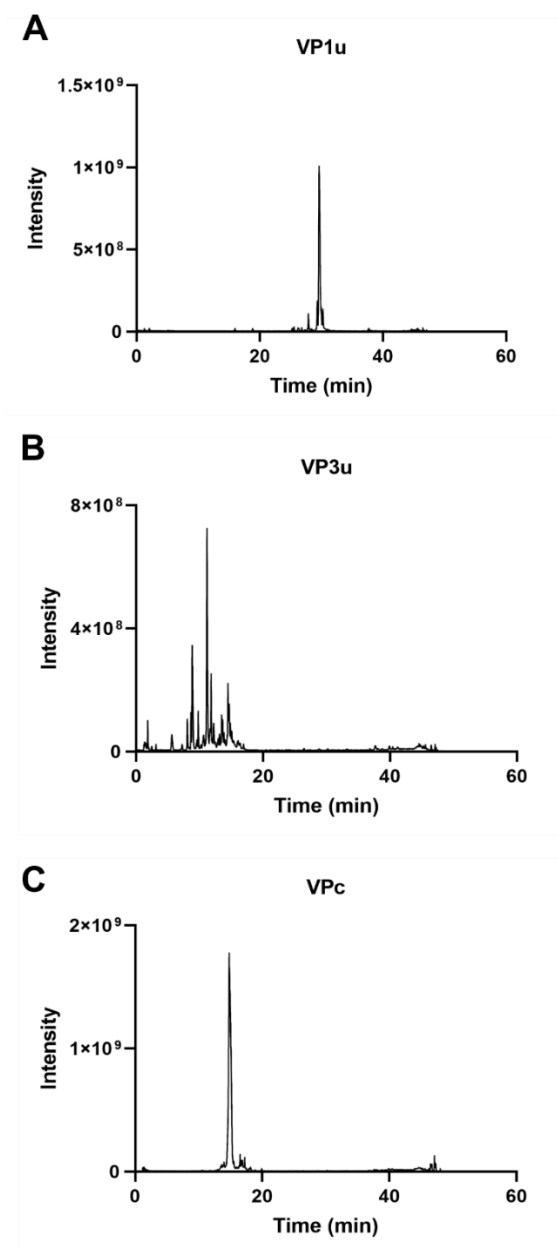 A
VP1u
1.5×10⁹
1×10⁹
5×10⁸
0
Intensity
0 20 40 60
Time (min)
B
VP3u
8×10⁸
4×10⁸
0
Intensity
0 20 40 60
Time (min)
C
VPc
2×10⁹
1×10⁹
0
Intensity
0 20 40 60
Time (min)